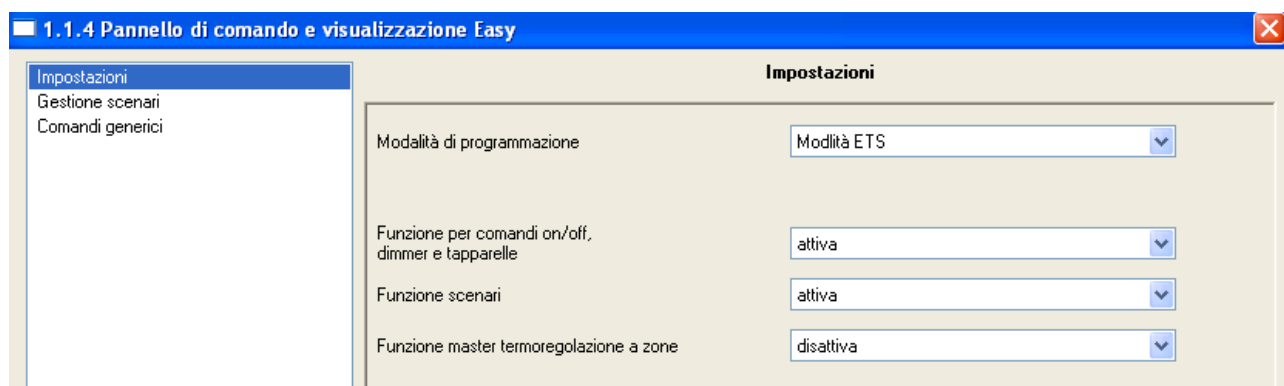 1.1.4 Pannello di comando e visualizzazione Easy
Impostazioni
Gestione scenari
Comandi generici
Impostazioni
Modalità di programmazione
Modlità ETS
Funzione per comandi on/off,
dimmer e tapparelle
attiva
Funzione scenari
attiva
Funzione master termoregolazione a zone
disattiva